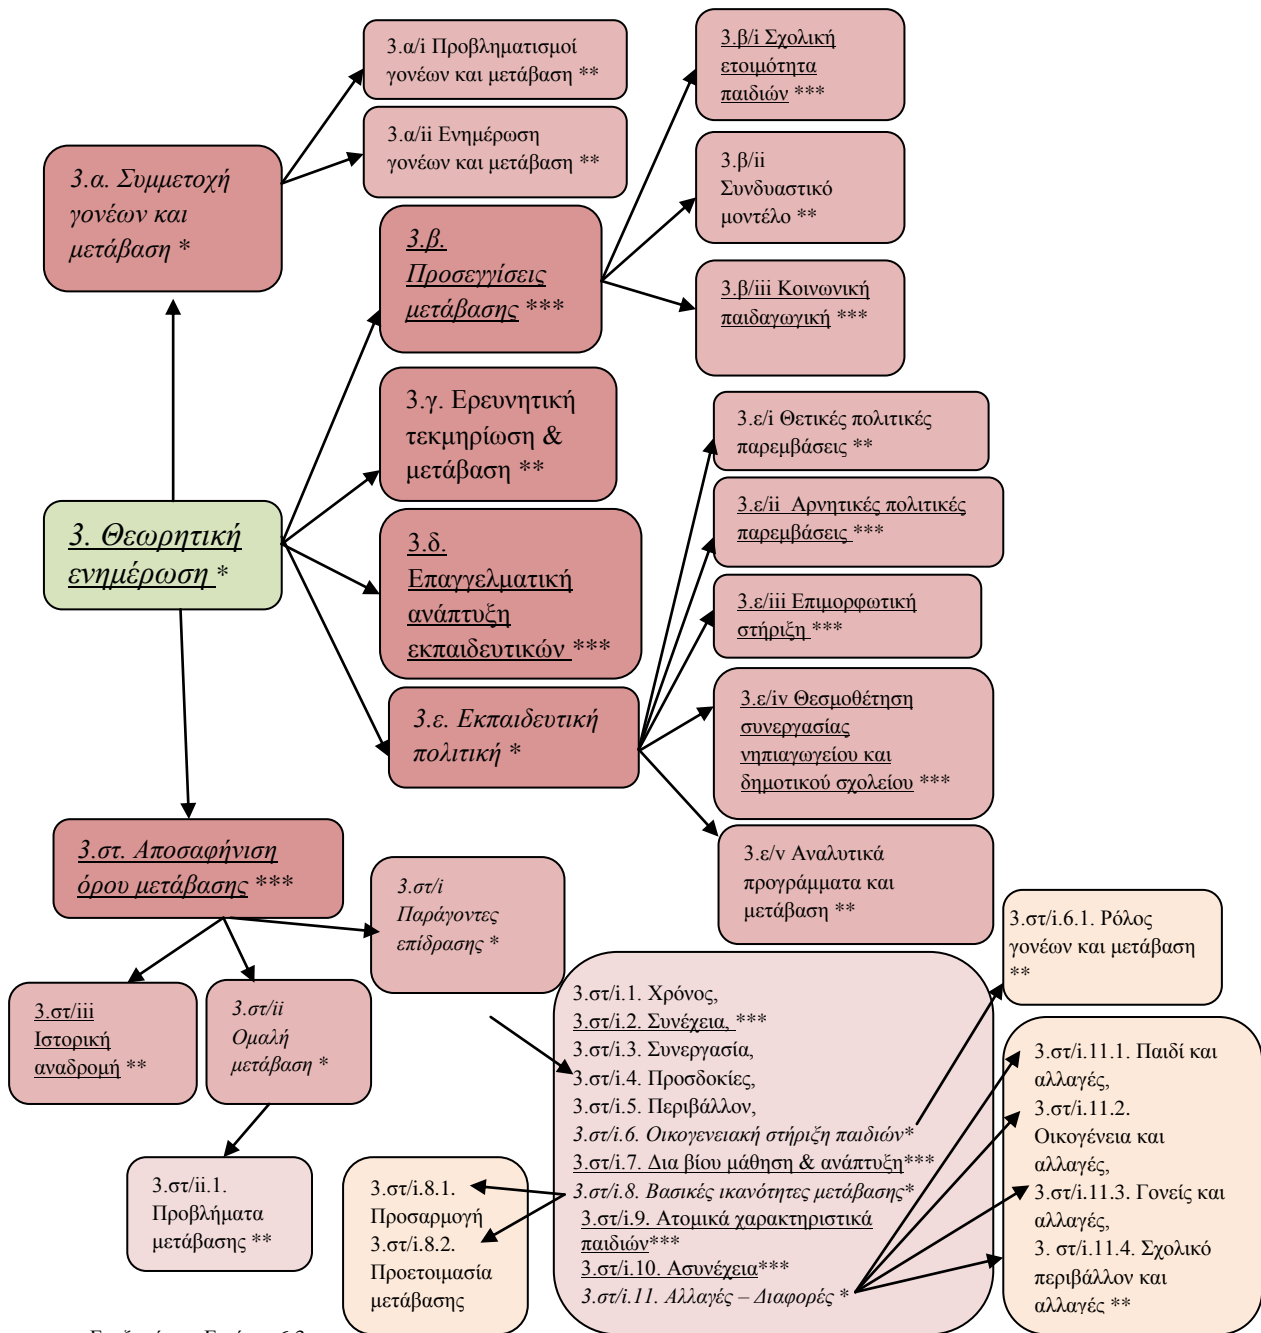 3.α/i Προβληματισμοί
γονέων και μετάβαση **
3.α/ii Ενημέρωση
γονέων και μετάβαση **
3.α. Συμμετοχή
γονέων και
μετάβαση *
3.β/i Σχολική
ετοιμότητα
παιδιών ***
3.β/ii
Συνδυαστικό
μοντέλο **
3.β/iii Κοινωνική
παιδαγωγική ***
3.β.
Προσεγγίσεις
μετάβασης ***
3.γ. Ερευνητική
τεκμηρίωση &
μετάβαση **
3. Θεωρητική
ενημέρωση *
3.δ.
Επαγγελματική
ανάπτυξη
εκπαιδευτικών ***
3.ε. Εκπαιδευτική
πολιτική *
3.ε/i Θετικές πολιτικές
παρεμβάσεις **
3.ε/ii Αρνητικές πολιτικές
παρεμβάσεις ***
3.ε/iii Επιμορφωτική
στήριξη ***
3.ε/iv Θεσμοθέτηση
συνεργασίας
νηπιαγωγείου και
δημοτικού σχολείου ***
3.ε/v Αναλυτικά
προγράμματα και
μετάβαση **
3.στ. Αποσαφήνιση
όρου μετάβασης ***
3.στ/i
Παράγοντες
επίδρασης *
3.στ/iii
Ιστορική
αναδρομή **
3.στ/ii
Ομαλή
μετάβαση *
3.στ/ii.1.
Προβλήματα
μετάβασης **
3.στ/i.1. Χρόνος,
3.στ/i.2. Συνέχεια, ***
3.στ/i.3. Συνεργασία,
3.στ/i.4. Προσδοκίες,
3.στ/i.5. Περιβάλλον,
3.στ/i.6. Οικογενειακή στήριξη παιδιών*
3.στ/i.7. Δια βίου μάθηση & ανάπτυξη***
3.στ/i.8. Βασικές ικανότητες μετάβασης*
3.στ/i.9. Ατομικά χαρακτηριστικά
παιδιών***
3.στ/i.10. Ασυνέχεια***
3.στ/i.11. Αλλαγές – Διαφορές *
3.στ/i.8.1.
Προσαρμογή
3.στ/i.8.2.
Προετοιμασία
μετάβασης
3.στ/i.6.1. Ρόλος
γονέων και μετάβαση
**
3.στ/i.11.1. Παιδί και
αλλαγές,
3.στ/i.11.2.
Οικογένεια και
αλλαγές,
3.στ/i.11.3. Γονείς και
αλλαγές,
3. στ/i.11.4. Σχολικό
περιβάλλον και
αλλαγές **